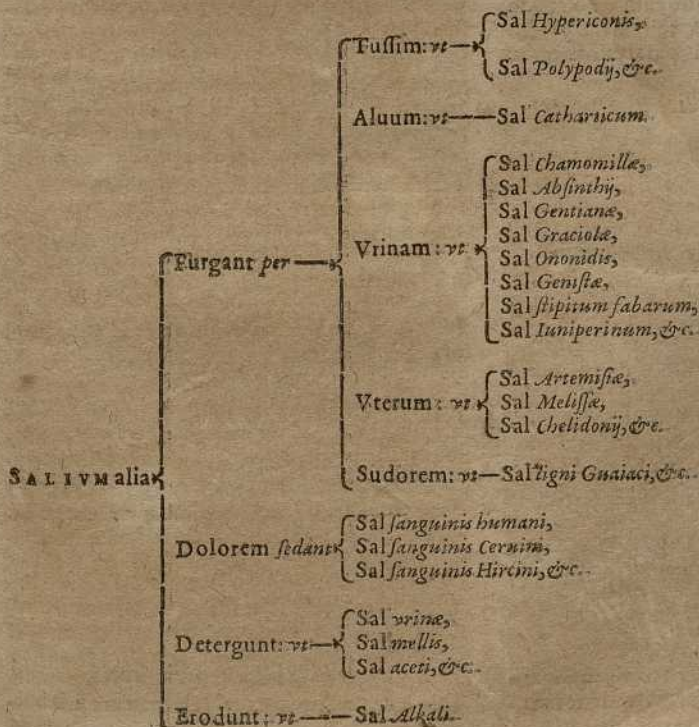 Sal Hypericonis,
Tuſſim: vt
Sal Polypodij, &c.
Aluum: vt Sal Catharticum.
Sal Chamomillæ,
Sal Abſinthij,
Sal Gentianæ,
Sal Graciolæ,
Vrinam: vt
Sal Ononidis,
Purgant per
Sal Geniſtæ,
Sal ſtipitum fabarum,
Sal Iuniperinum, &c.
Sal Artemiſiæ,
Vterum: vt Sal Meliſſæ,
Sal Chelidonij, &c.
SALIVM alia
Sudorem: vt Sal ligni Guaiaci, &c.
Sal ſanguinis humani,
Dolorem ſedant Sal ſanguinis Ceruini,
Sal ſanguinis Hircini, &c.
Sal vrinæ,
Detergunt: vt Sal mellis,
Sal aceti, &c.
Erodunt: vt Sal Alkali.